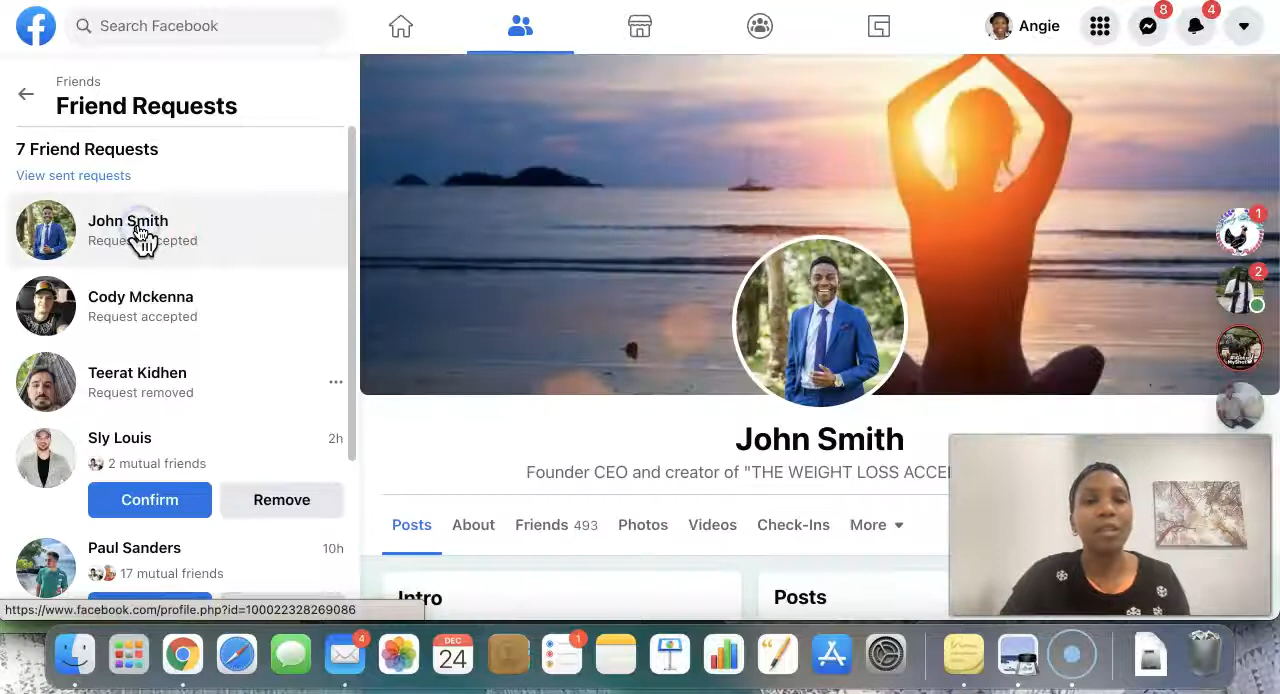 Search Facebook
Angie
8
4
Friends
Friend Requests
7 Friend Requests
View sent requests
John Smith
Cody Mckenna
Request accepted
Teerat Kidhen
Request removed
Sly Louis
2h
2 mutual friends
Confirm
Remove
Paul Sanders
10h
17 mutual friends
https://www.facebook.com/profile.php?id=100022328269086
1
2
John Smith
Founder CEO and creator of "THE WEIGHT LOSS
Posts
About
Friends 493
Photos
Videos
Check-Ins
More
Intro
Posts
4
DEC
24
1